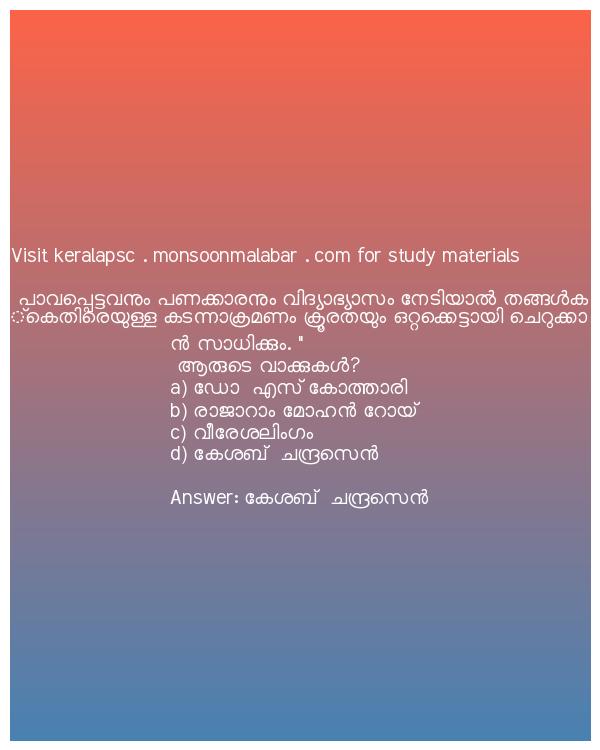 Visit keralapsc . monsoonmalabar . com for study materials
പാവപ്പെട്ടവനും പണക്കാരനും വിദ്യാഭ്യാസം നേടിയാൽ തങ്ങൾക
്കെതിരെയുള്ള കടന്നാക്രമണം ക്രൂരതയും ഒറ്റക്കെട്ടായി ചെറുക്കാ
ൻ സാധിക്കും. "
ആരുടെ വാക്കുകൾ?
a) ഡോ എസ് കോത്താരി
b) രാജാറാം മോഹൻ റോയ്
c) വീരേശലിംഗം
d) കേശബ് ചന്ദ്രസെൻ
Answer: കേശബ് ചന്ദ്രസെൻ